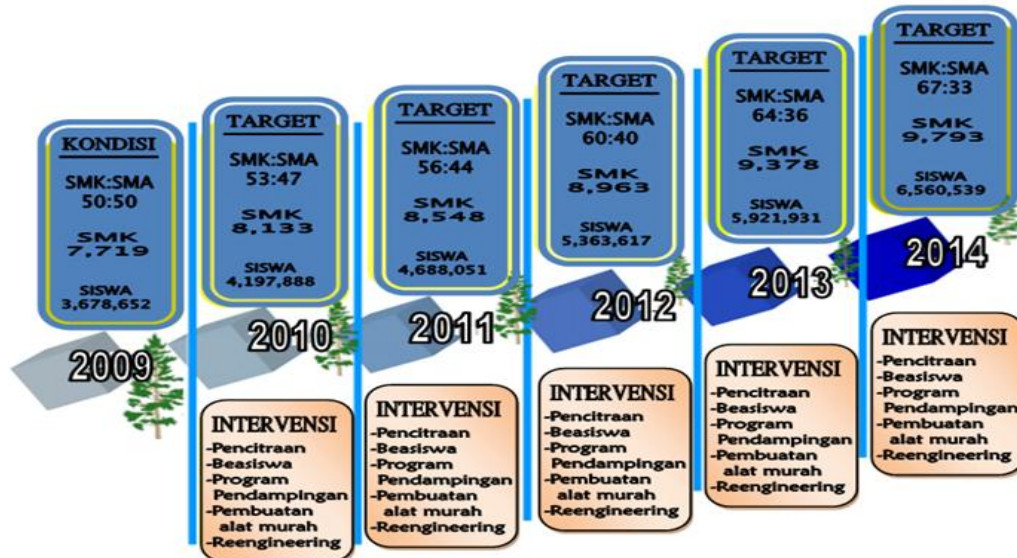 KONDISI
SMK:SMA
50:50
SMK
7,719
SISWA
3,678,652
2009
TARGET
SMK:SMA
53:47
SMK
8,133
SISWA
4,197,888
2010
INTERVENSI
-Pencitraan
-Beasiswa
-Program
Pendampingan
-Pembuatan
alat murah
-Reengineering
TARGET
SMK:SMA
56:44
SMK
8,548
SISWA
4,688,051
2011
INTERVENSI
-Pencitraan
-Beasiswa
-Program
Pendampingan
-Pembuatan
alat murah
-Reengineering
TARGET
SMK:SMA
60:40
SMK
8,963
SISWA
5,363,617
2012
INTERVENSI
-Pencitraan
-Beasiswa
-Program
Pendampingan
-Pembuatan
alat murah
-Reengineering
TARGET
SMK:SMA
64:36
SMK
9,378
SISWA
5,921,931
2013
INTERVENSI
-Pencitraan
-Beasiswa
-Program
Pendampingan
-Pembuatan
alat murah
-Reengineering
TARGET
SMK:SMA
67:33
SMK
9,793
SISWA
6,560,539
2014
INTERVENSI
-Pencitraan
-Beasiswa
-Program
Pendampingan
-Pembuatan
alat murah
-Reengineering